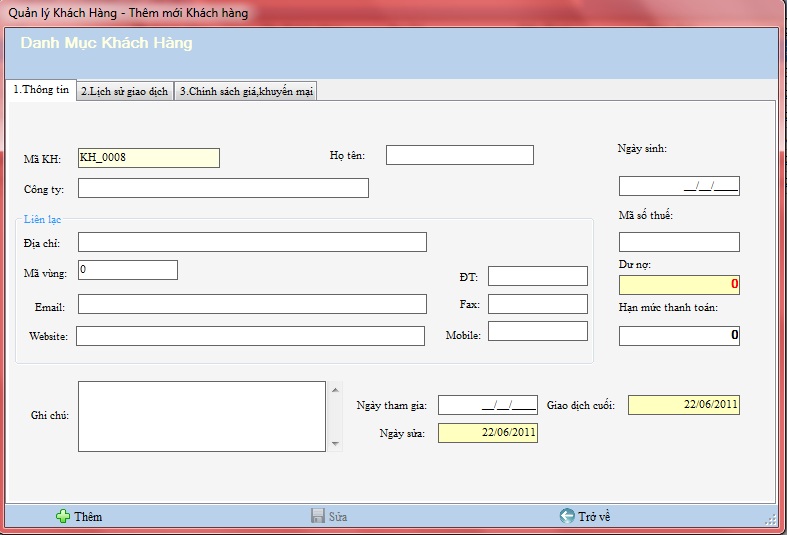 Quản lý Khách Hàng - Thêm mới Khách hàng
Danh Mục Khách Hàng
1.Thông tin 2.Lịch sử giao dịch 3.Chính sách giá,khuyến mại
Mã KH: KH_0008 Họ tên: Ngày sinh:
Công ty: __/__/____
Liên lạc Mã số thuế:
Địa chỉ:
Mã vùng: 0 ĐT: Dư nợ: 0
Email: Fax: Hạn mức thanh toán:
Website: Mobile: 0
Ghi chú: Ngày tham gia: __/__/____ Giao dịch cuối: 22/06/2011
Ngày sửa: 22/06/2011
Thêm Sửa Trở về